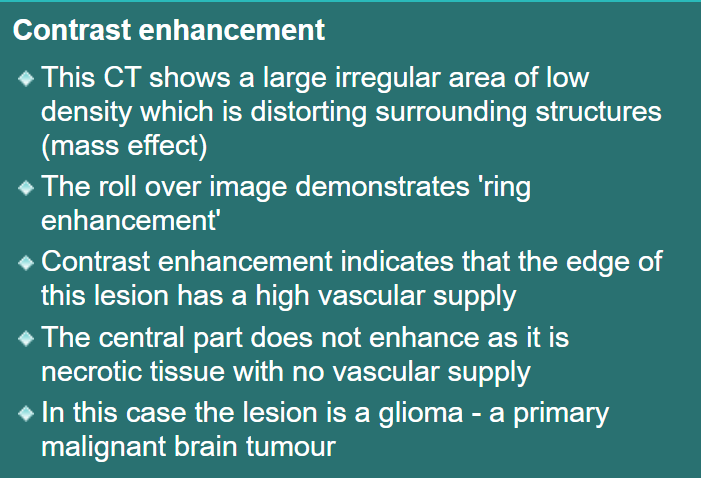 Contrast enhancement
This CT shows a large irregular area of low
density which is distorting surrounding structures
(mass effect)
The roll over image demonstrates 'ring
enhancement'
Contrast enhancement indicates that the edge of
this lesion has a high vascular supply
The central part does not enhance as it is
necrotic tissue with no vascular supply
In this case the lesion is a glioma - a primary
malignant brain tumour